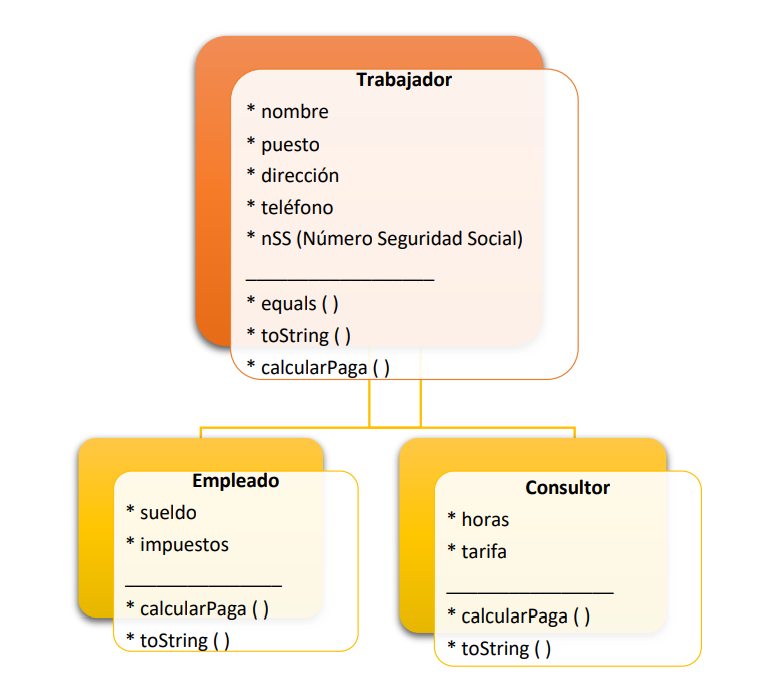 Trabajador
* nombre
* puesto
* dirección
* teléfono
* nSS (Número Seguridad Social)
___________________
* equals ( )
* toString ( )
* calcularPaga ( )
Empleado
* sueldo
* impuestos
________________
* calcularPaga ( )
* toString ( )
Consultor
* horas
* tarifa
_________________
* calcularPaga ( )
* toString ( )